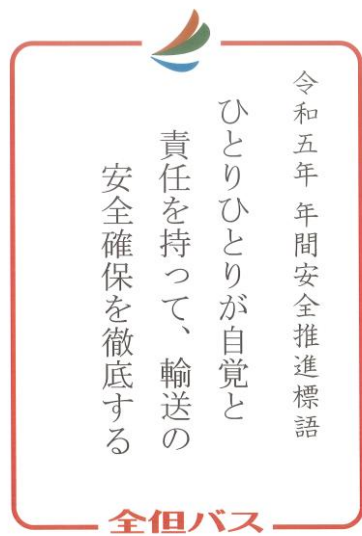 令和五年 年間安全推進標語
ひとりひとりが自覚と
責任を持って、輸送の
安全確保を徹底する
全但バス